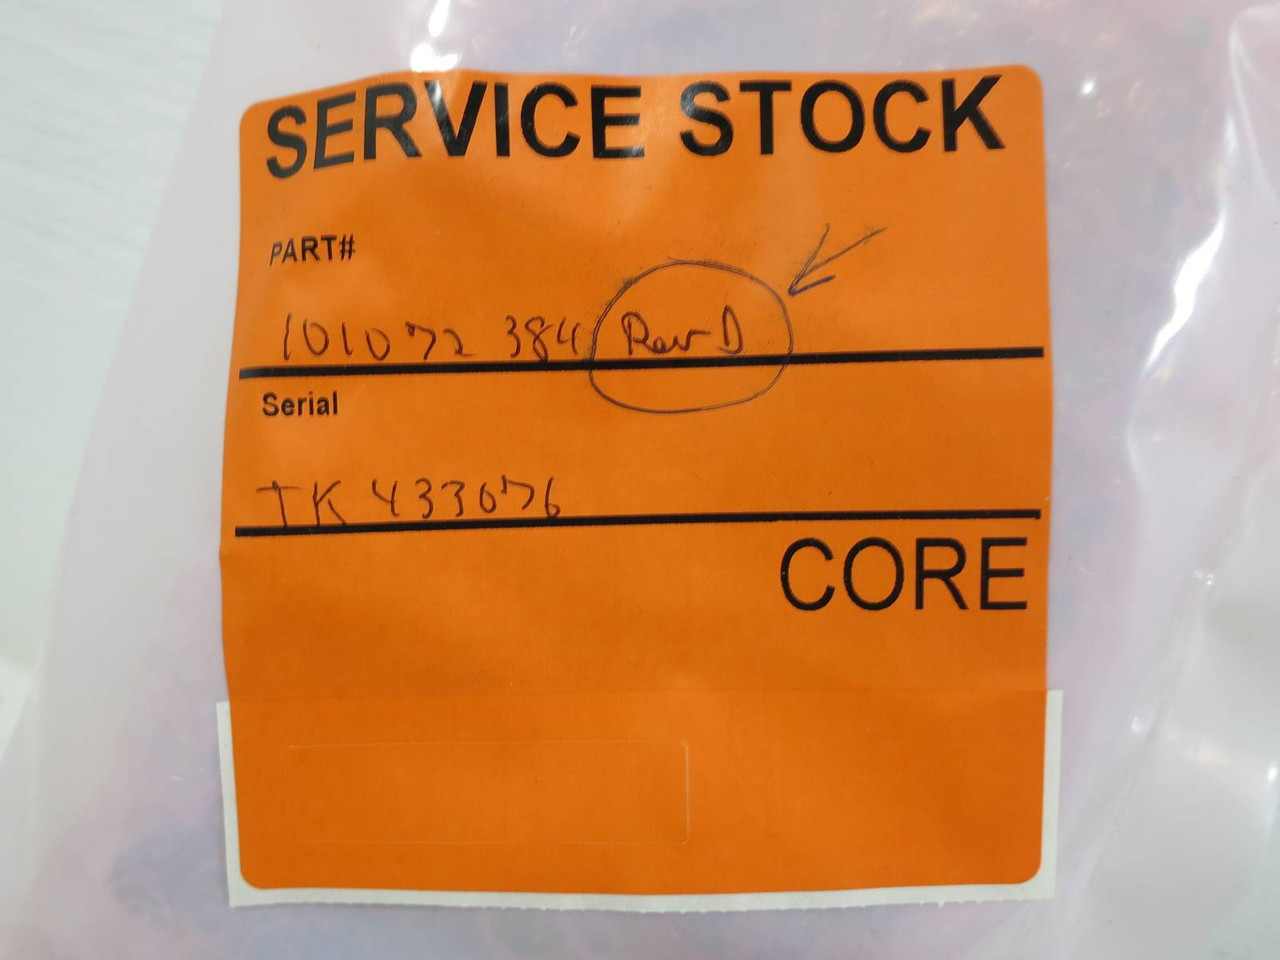 SERVICE STOCK
PART#
101072 384 Rev D
Serial
TK 433076
CORE